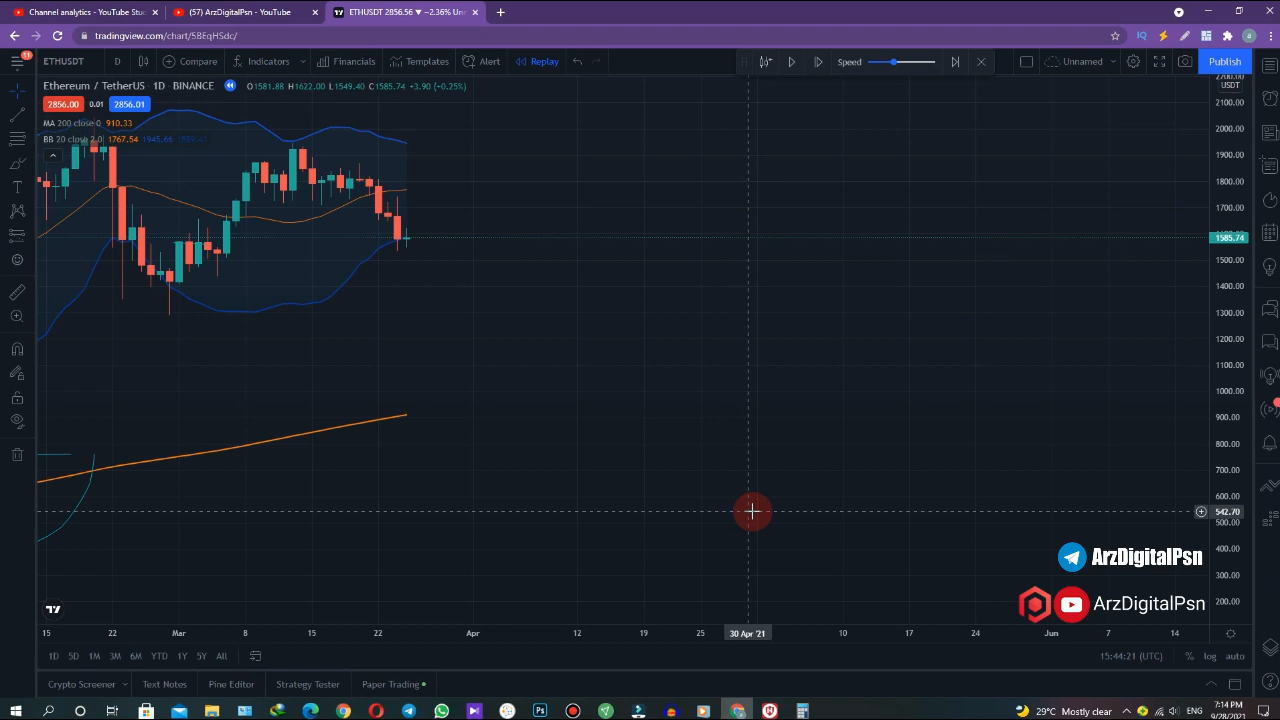 Channel analytics - YouTube Stu
(57) ArzDigitalPsn - YouTube
ETHUSDT 2856.56 ▼ −2.36% Un
tradingview.com/chart/5BEqHSdc/
11
ETHUSDT
D
Compare
Indicators
Financials
Templates
Alert
Replay
Speed
Unnamed
Publish
Ethereum / TetherUS · 1D · BINANCE
O1581.88 H1622.00 L1549.40 C1585.74 +3.90 (+0.25%)
2856.00 0.01 2856.01
MA 200 close 0 910.33
BB 20 close 2.0 1767.54 1945.66
USDT
2100.00
2000.00
1900.00
1800.00
1700.00
1585.74
1500.00
1400.00
1300.00
1200.00
1100.00
1000.00
900.00
800.00
700.00
600.00
542.70
500.00
400.00
300.00
200.00
ArzDigitalPsn
ArzDigitalPsn
15 22 Mar 8 15 22 Apr 12 19 25 30 Apr '21 10 17 24 Jun 7 14
1D 5D 1M 3M 6M YTD 1Y 5Y All
15:44:21 (UTC)
% log auto
Crypto Screener
Text Notes
Pine Editor
Strategy Tester
Paper Trading
29°C Mostly clear
ENG
7:14 PM